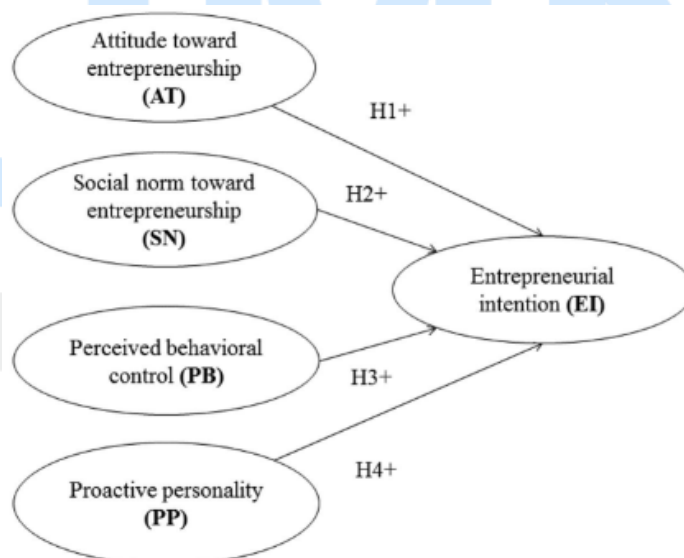 Attitude toward
entrepreneurship
(AT)
H1+
Social norm toward
entrepreneurship
(SN)
H2+
Entrepreneurial
intention (EI)
Perceived behavioral
control (PB)
H3+
Proactive personality
(PP)
H4+